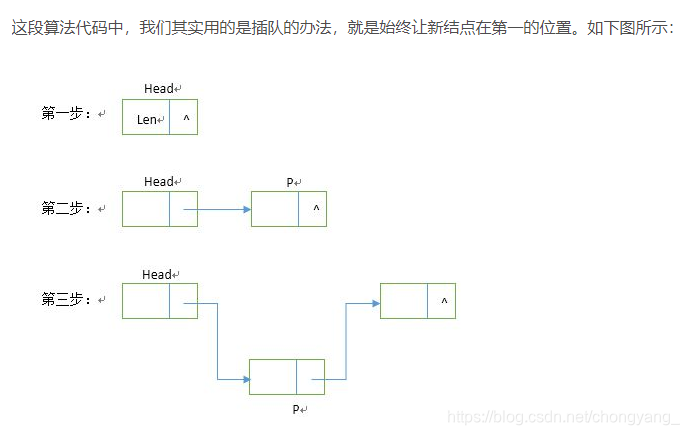 这段算法代码中，我们其实用的是插队的办法，就是始终让新结点在第一的位置。如下图所示：
Head↵
第一步：↵
Len↵ ^
Head↵ P↵
第二步：↵
^
Head↵
第三步：↵
^
P↵
https://blog.csdn.net/chongyang_